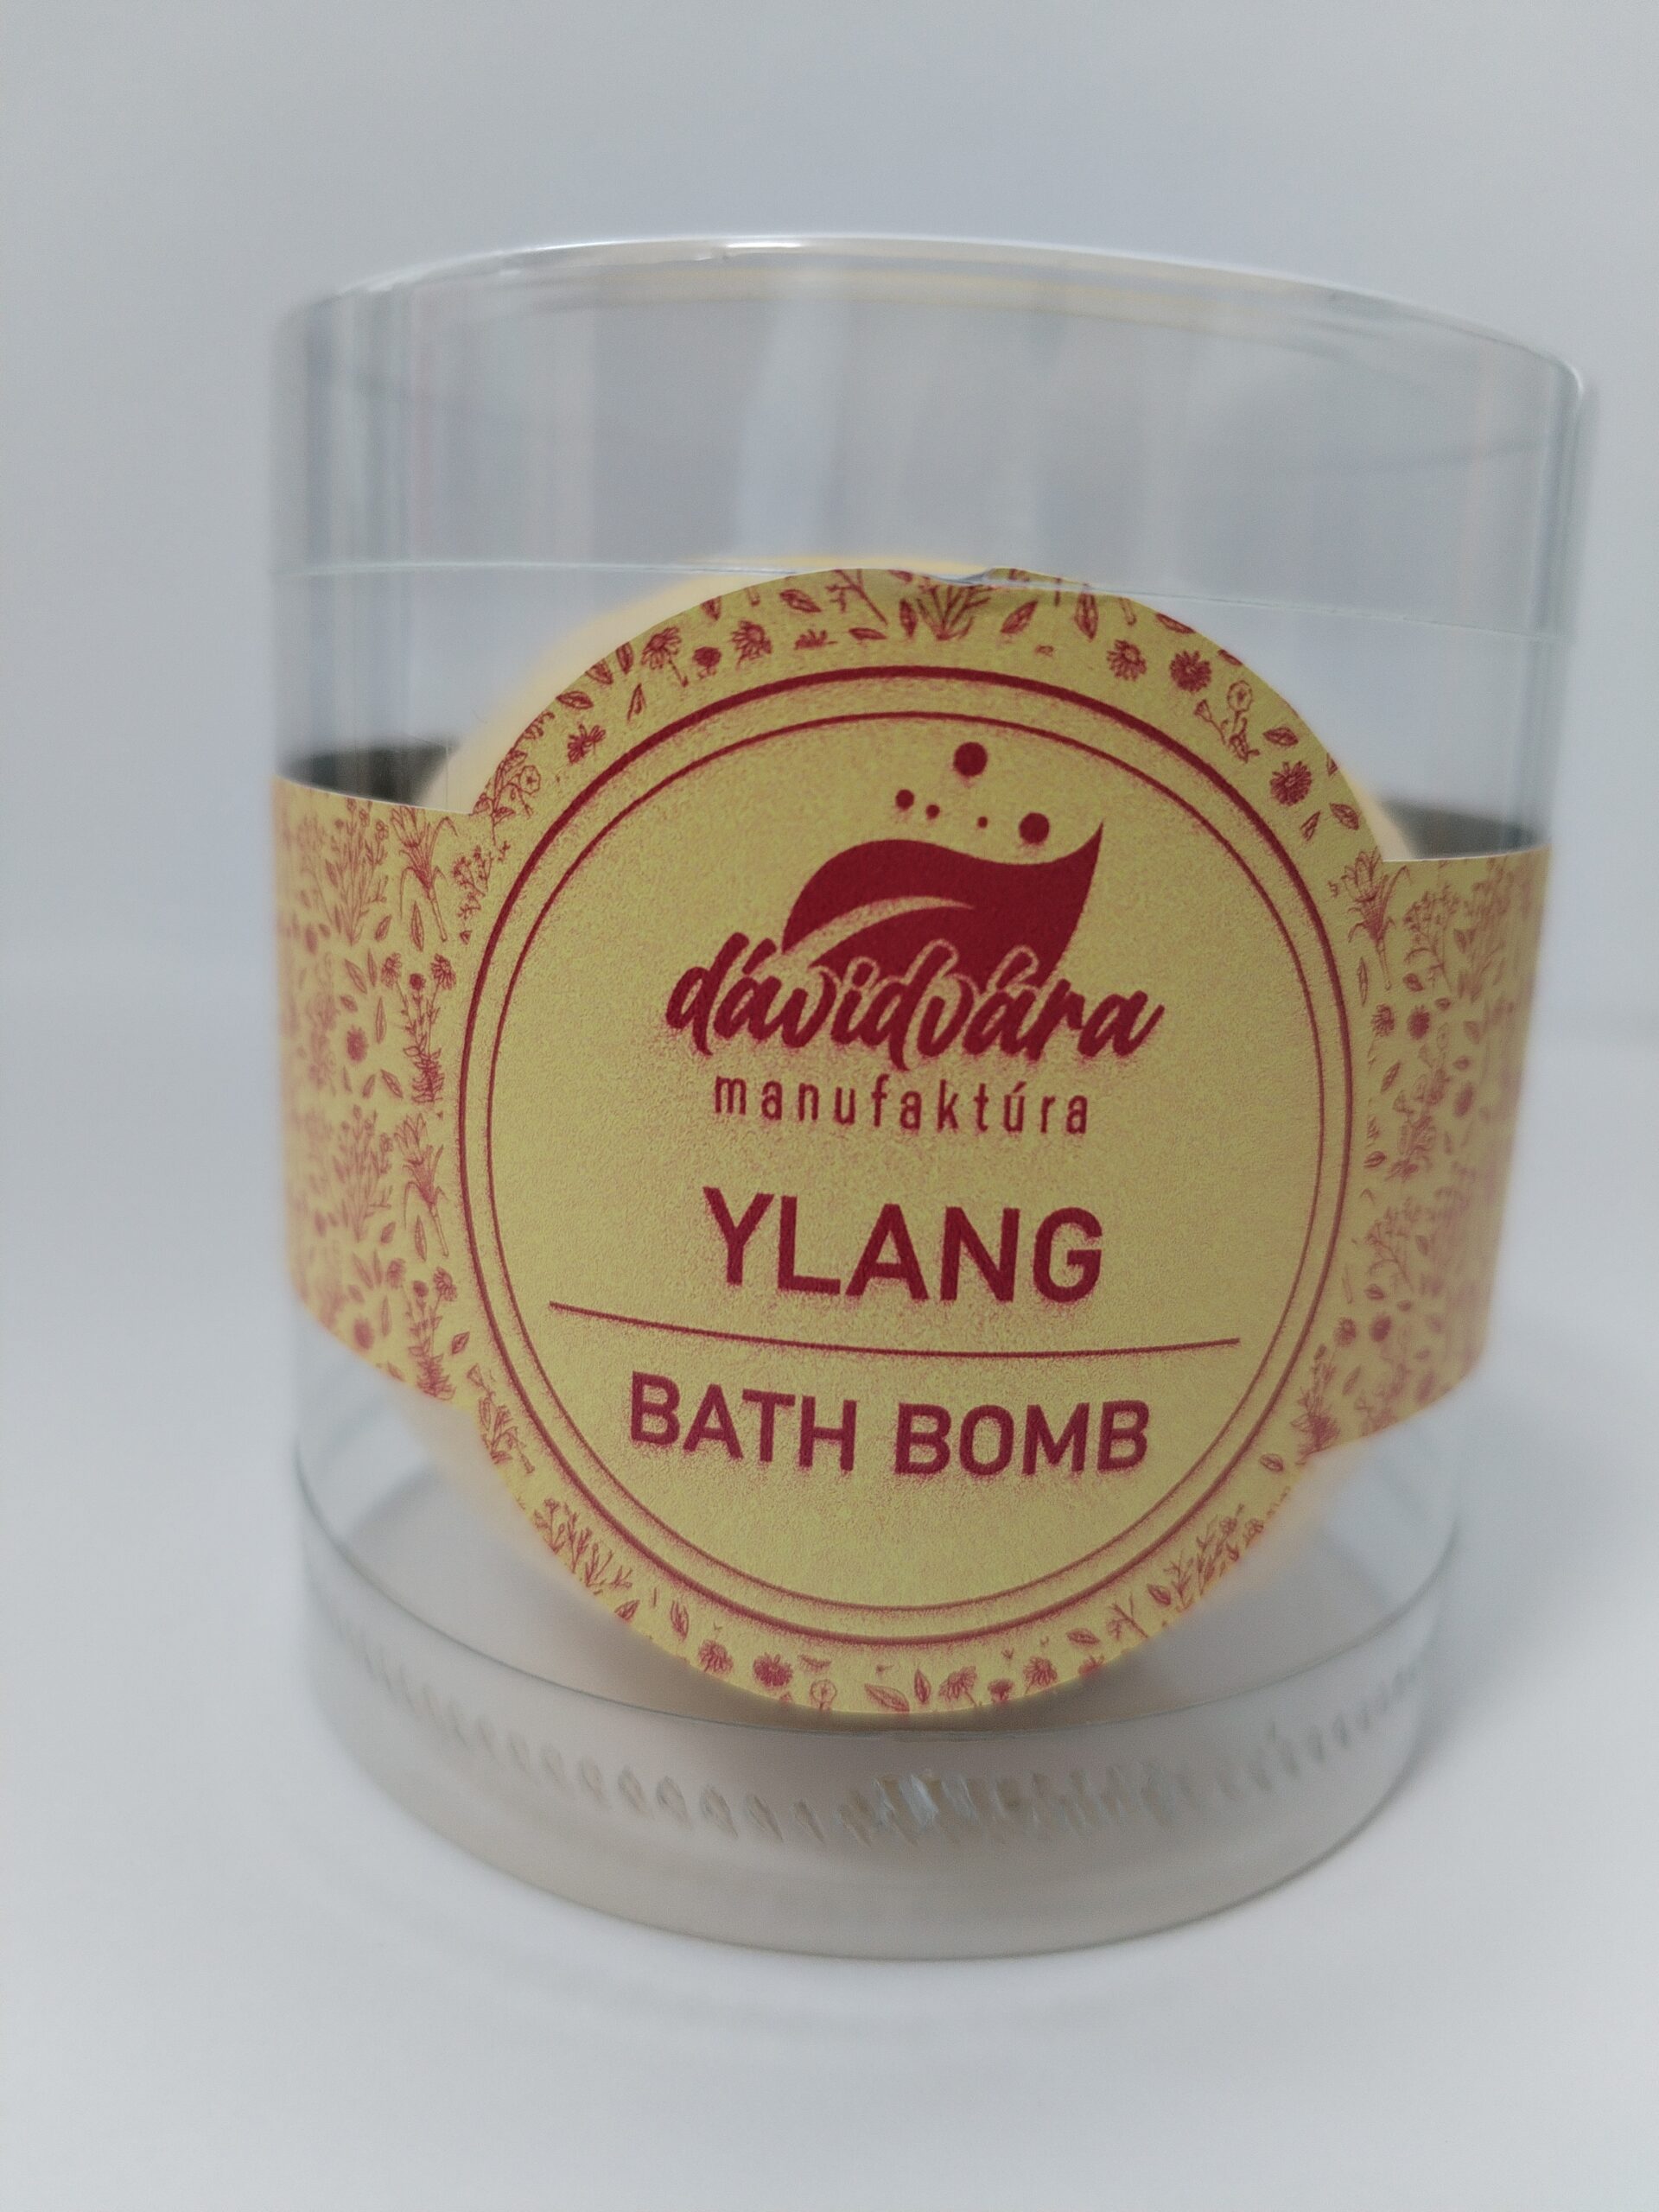 dávidvára
manufaktúra
YLANG
BATH BOMB